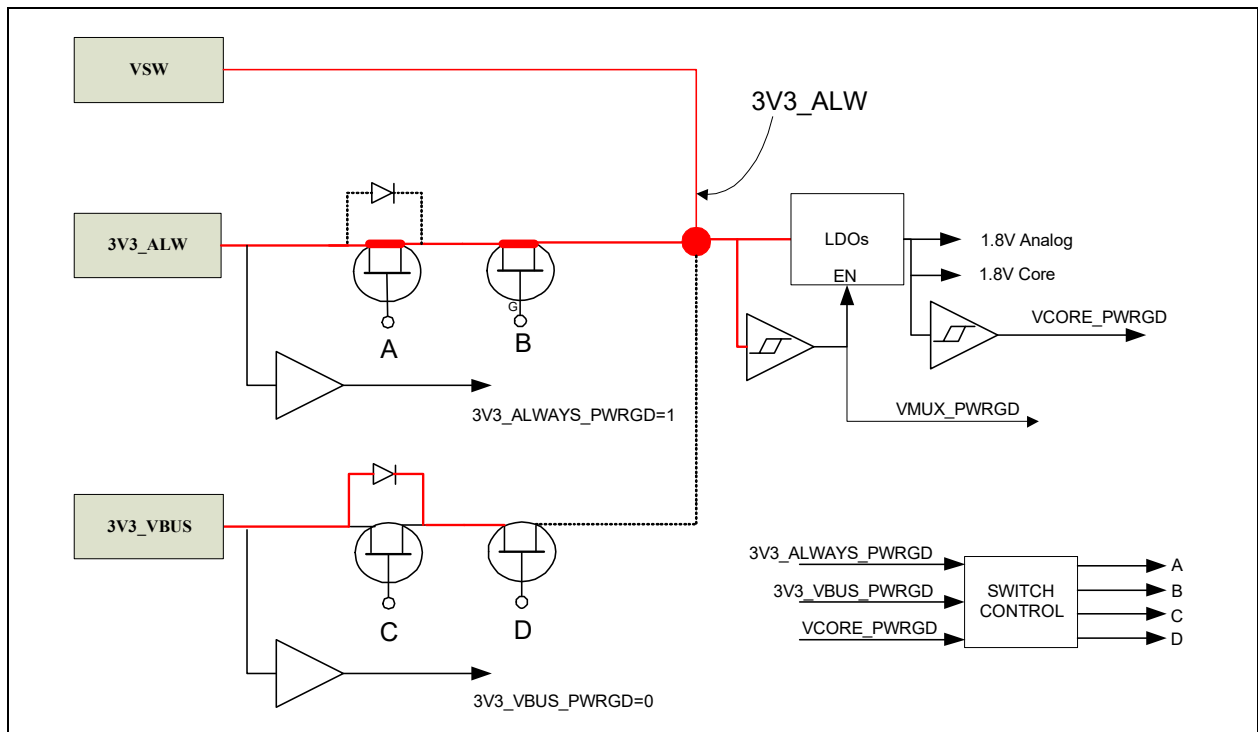 VSW
3V3_ALW
3V3_ALW
LDOs
EN
1.8V Analog
1.8V Core
VCORE_PWRGD
G
A
B
3V3_ALWAYS_PWRGD=1
VMUX_PWRGD
3V3_VBUS
C
D
3V3_VBUS_PWRGD=0
3V3_ALWAYS_PWRGD
3V3_VBUS_PWRGD
VCORE_PWRGD
SWITCH
CONTROL
A
B
C
D